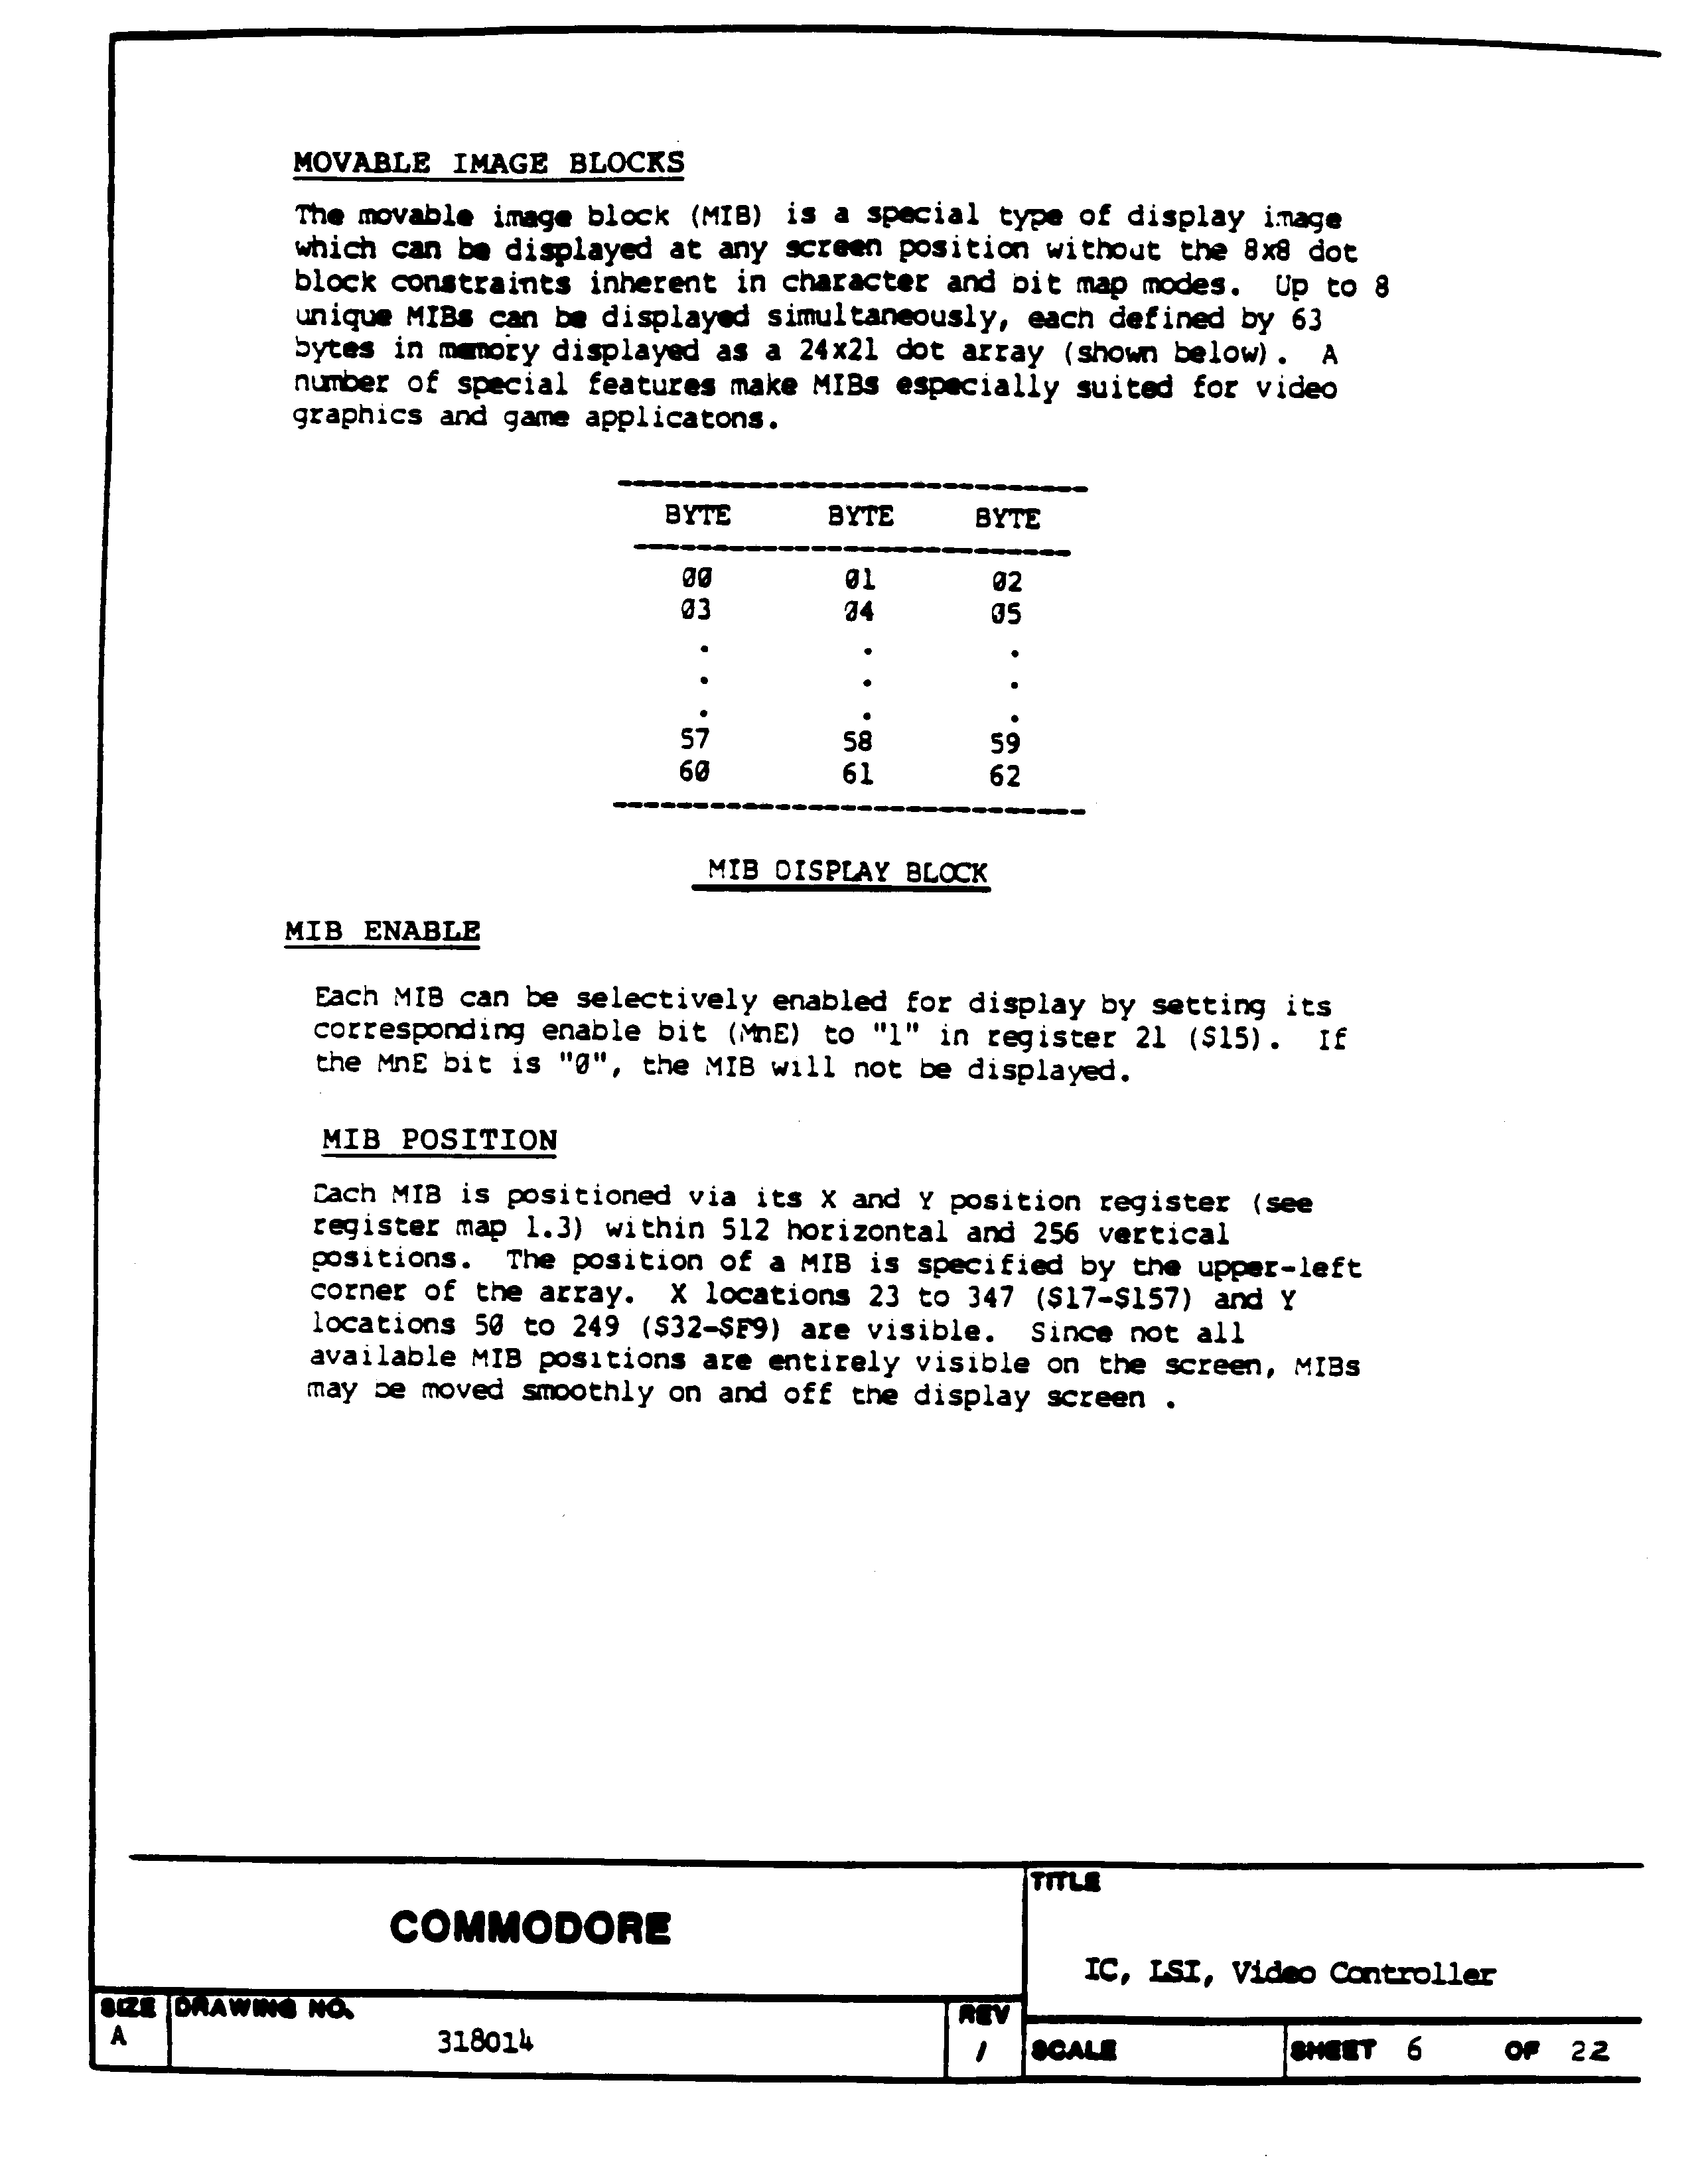 MOVABLE IMAGE BLOCKS
The movable image block (MIB) is a special type of display image
which can be displayed at any screen position without the 8x8 dot
block constraints inherent in character and bit map modes. Up to 8
unique MIBs can be displayed simultaneously, each defined by 63
bytes in memory displayed as a 24x21 dot array (shown below). A
number of special features make MIBs especially suited for video
graphics and game applicatons.
BYTE BYTE BYTE
00 01 02
03 04 05
. . .
. . .
. . .
57 58 59
60 61 62
MIB DISPLAY BLOCK
MIB ENABLE
Each MIB can be selectively enabled for display by setting its
corresponding enable bit (MnE) to "1" in register 21 ($15). If
the MnE bit is "0", the MIB will not be displayed.
MIB POSITION
Each MIB is positioned via its X and Y position register (see
register map 1.3) within 512 horizontal and 256 vertical
positions. The position of a MIB is specified by the upper-left
corner of the array. X locations 23 to 347 ($17-$157) and Y
locations 50 to 249 ($32-$F9) are visible. Since not all
available MIB positions are entirely visible on the screen, MIBs
may be moved smoothly on and off the display screen .
COMMODORE
TITLE
IC, LSI, Video Controller
SIZE DRAWING NO. REV
A 318014 1
SCALE SHEET 6 OF 22